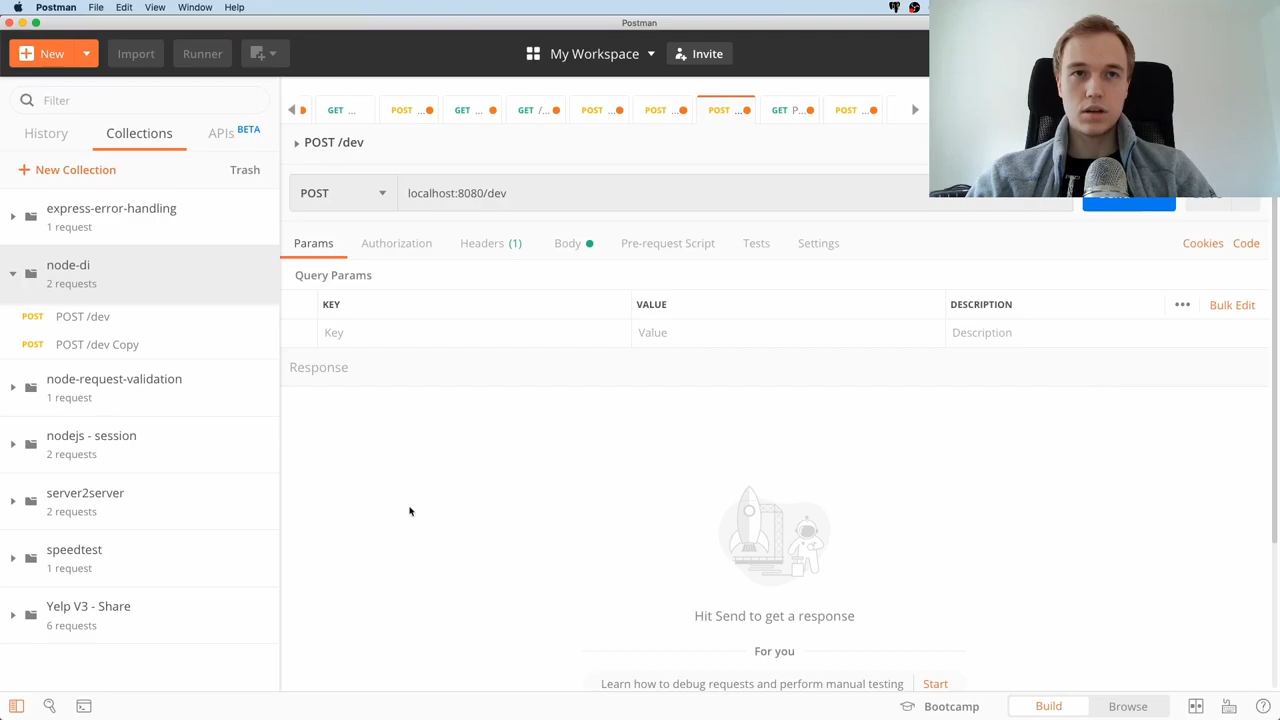 Postman File Edit View Window Help
Postman
New Import Runner My Workspace Invite
Filter
History Collections APIs BETA
New Collection Trash
express-error-handling
1 request
node-di
2 requests
POST POST /dev
POST POST /dev Copy
node-request-validation
1 request
nodejs - session
2 requests
server2server
2 requests
speedtest
1 request
Yelp V3 - Share
6 requests
GET ... POST ... GET ... GET /... POST ... POST ... POST ... GET P... POST ...
POST /dev
POST localhost:8080/dev
Params Authorization Headers (1) Body Pre-request Script Tests Settings Cookies Code
Query Params
KEY VALUE DESCRIPTION ••• Bulk Edit
Key Value Description
Response
Hit Send to get a response
For you
Learn how to debug requests and perform manual testing Start
Bootcamp Build Browse